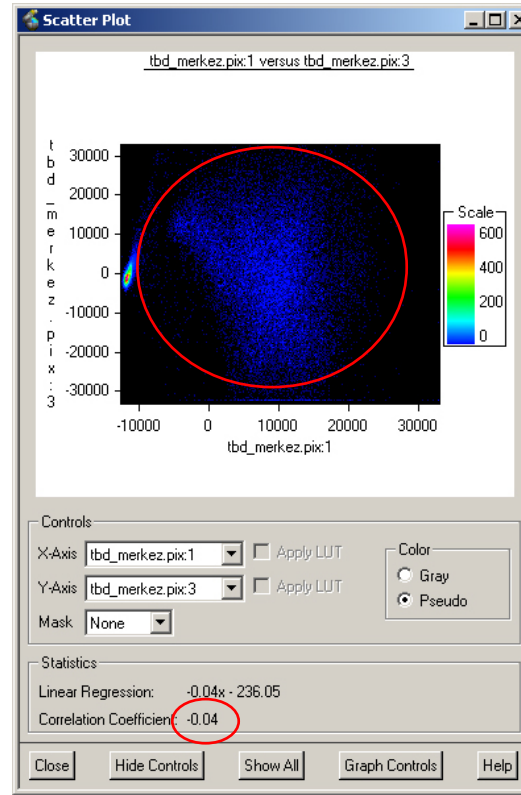 Scatter Plot
tbd_merkez.pix:1 versus tbd_merkez.pix:3
tbd_merkez.pix:3
30000
20000
10000
0
-10000
-20000
-30000
-10000 0 10000 20000 30000
tbd_merkez.pix:1
Scale
600
400
200
0
Controls
X-Axis tbd_merkez.pix:1 Apply LUT
Y-Axis tbd_merkez.pix:3 Apply LUT
Mask None
Color
Gray
Pseudo
Statistics
Linear Regression: -0.04x - 236.05
Correlation Coefficient: -0.04
Close Hide Controls Show All Graph Controls Help